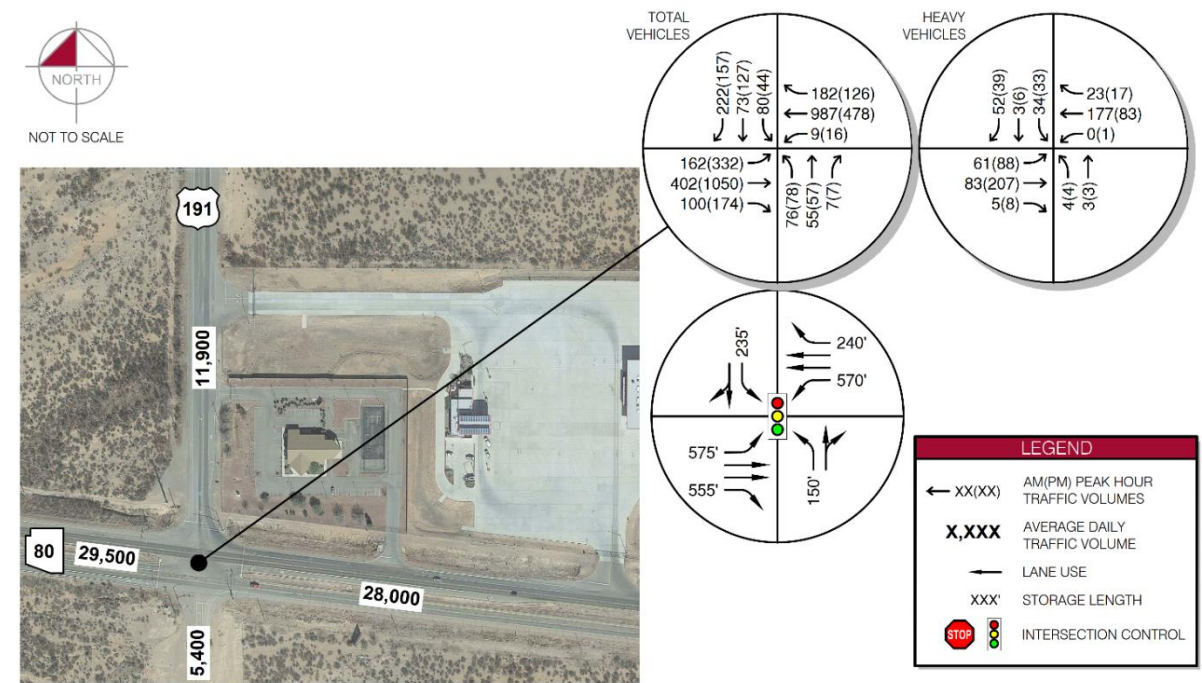 NORTH
NOT TO SCALE
TOTAL
VEHICLES
222(157)
73(127)
80(44)
182(126)
987(478)
9(16)
162(332)
402(1050)
100(174)
76(78)
55(57)
7(7)
HEAVY
VEHICLES
52(39)
3(6)
34(33)
23(17)
177(83)
0(1)
61(88)
83(207)
5(8)
4(4)
3(3)
191
11,900
80
29,500
28,000
5,400
235'
240'
570'
575'
555'
150'
LEGEND
XX(XX)
AM(PM) PEAK HOUR
TRAFFIC VOLUMES
X,XXX
AVERAGE DAILY
TRAFFIC VOLUME
LANE USE
XXX'
STORAGE LENGTH
STOP
INTERSECTION CONTROL